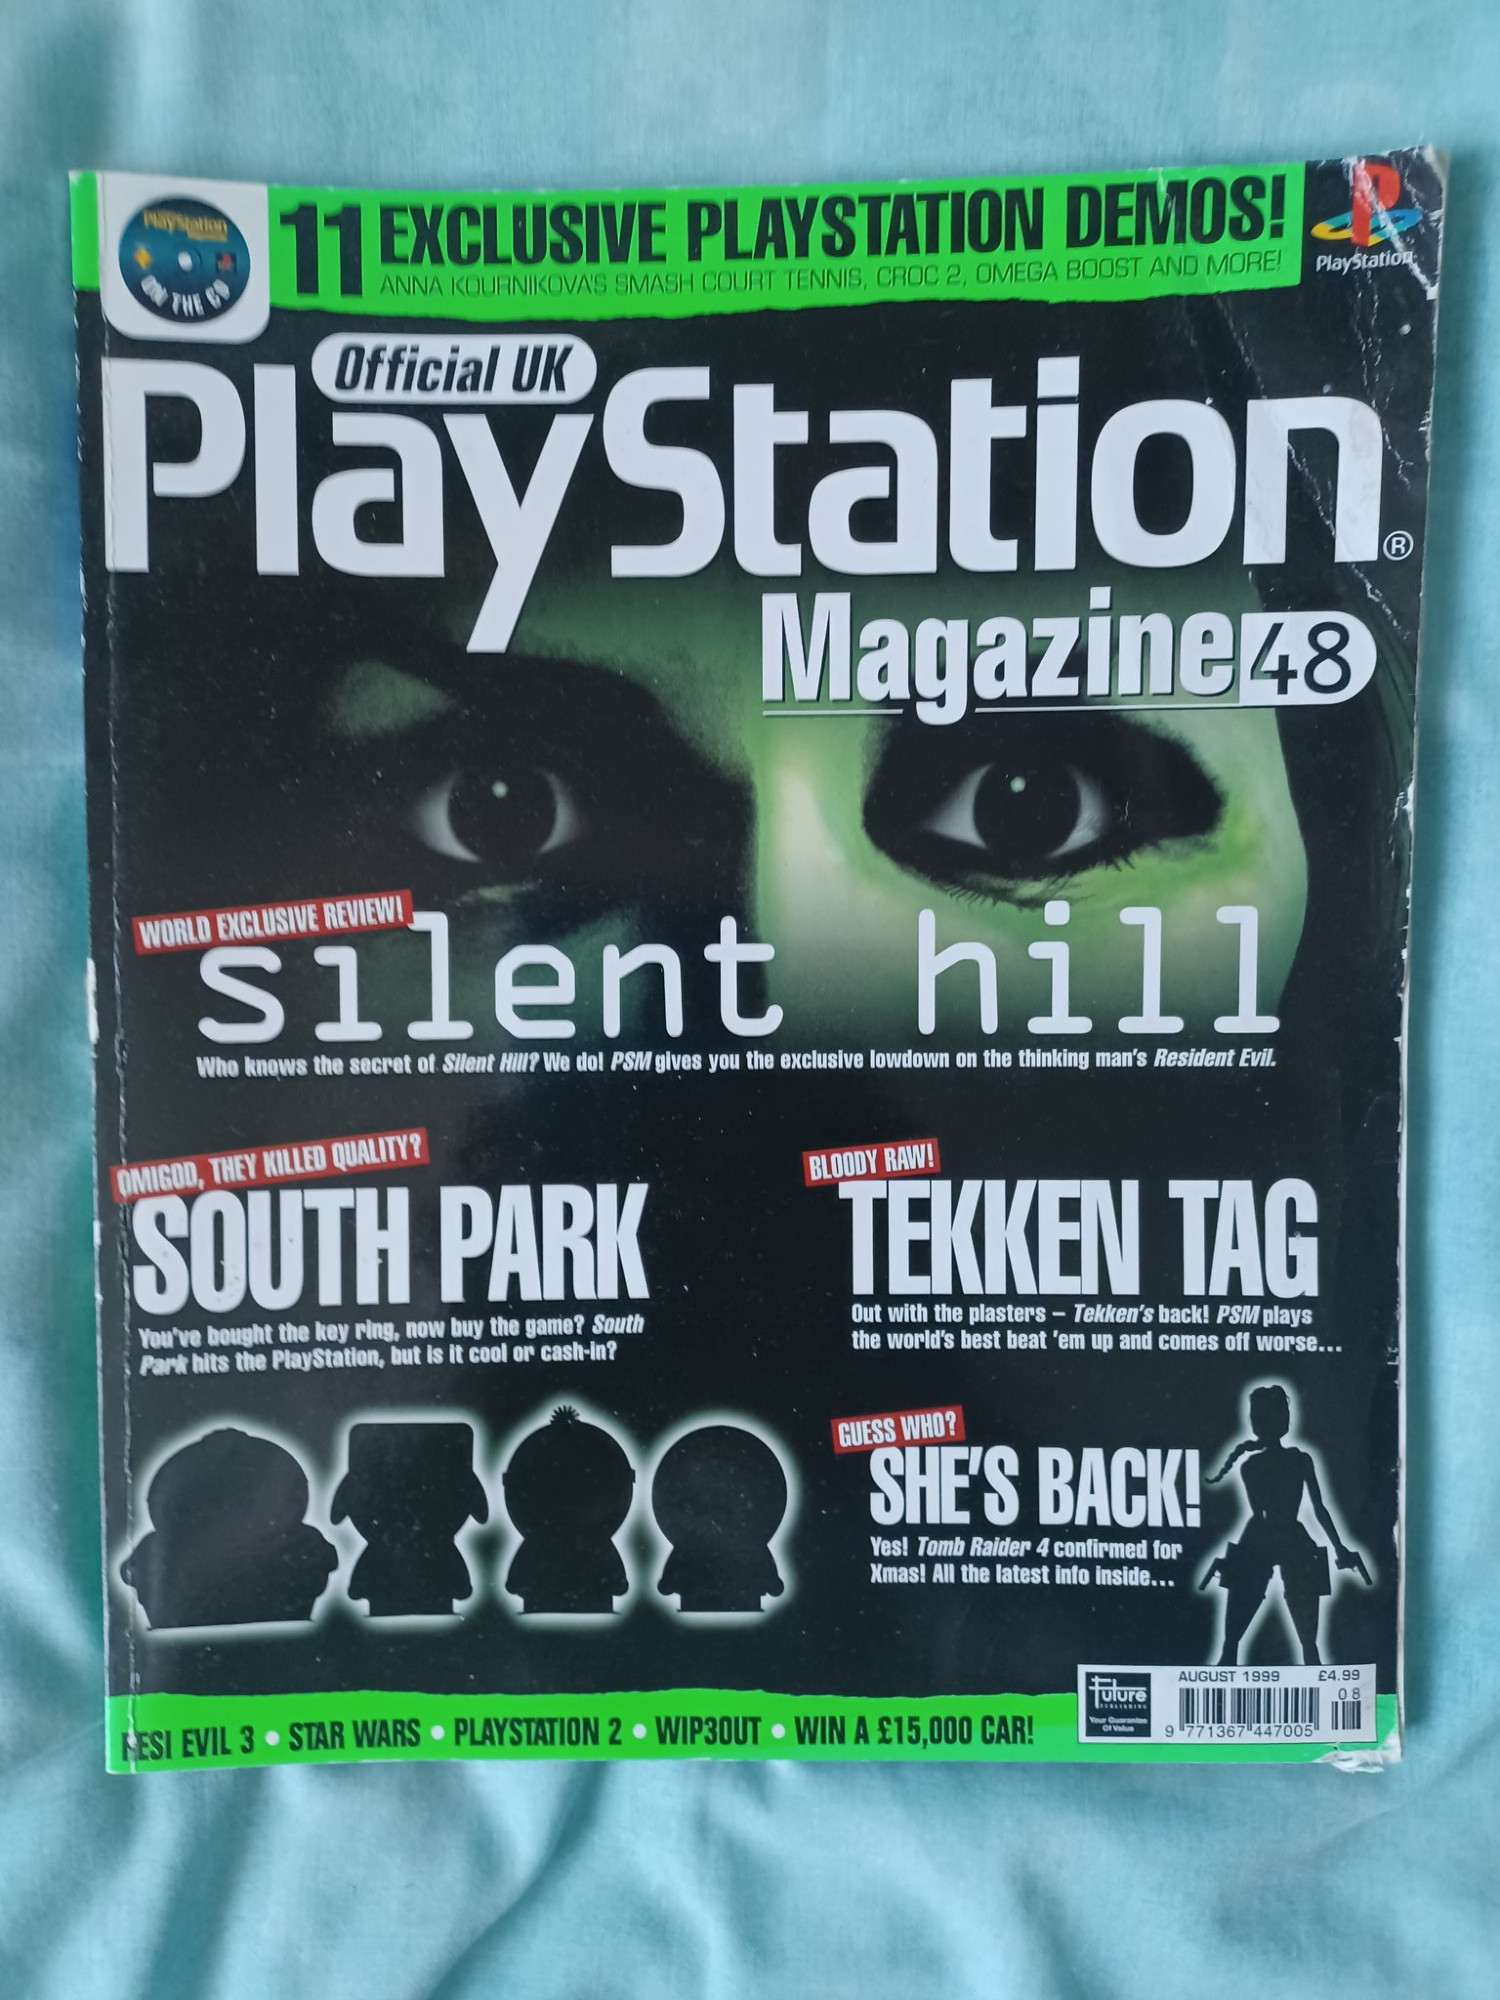 PlayStation
ON THE CD
11 EXCLUSIVE PLAYSTATION DEMOS!
ANNA KOURNIKOVA'S SMASH COURT TENNIS, CROC 2, OMEGA BOOST AND MORE!
PlayStation
Official UK
PlayStation®
Magazine 48
WORLD EXCLUSIVE REVIEW!
silent hill
Who knows the secret of Silent Hill? We do! PSM gives you the exclusive lowdown on the thinking man's Resident Evil.
OMIGOD, THEY KILLED QUALITY?
SOUTH PARK
You've bought the key ring, now buy the game? South
Park hits the PlayStation, but is it cool or cash-in?
BLOODY RAW!
TEKKEN TAG
Out with the plasters – Tekken's back! PSM plays
the world's best beat 'em up and comes off worse...
GUESS WHO?
SHE'S BACK!
Yes! Tomb Raider 4 confirmed for
Xmas! All the latest info inside...
RESI EVIL 3 • STAR WARS • PLAYSTATION 2 • WIP3OUT • WIN A £15,000 CAR!
Future
PUBLISHING
Your Guarantee
Of Value
AUGUST 1999 £4.99
08
9 771367 447005